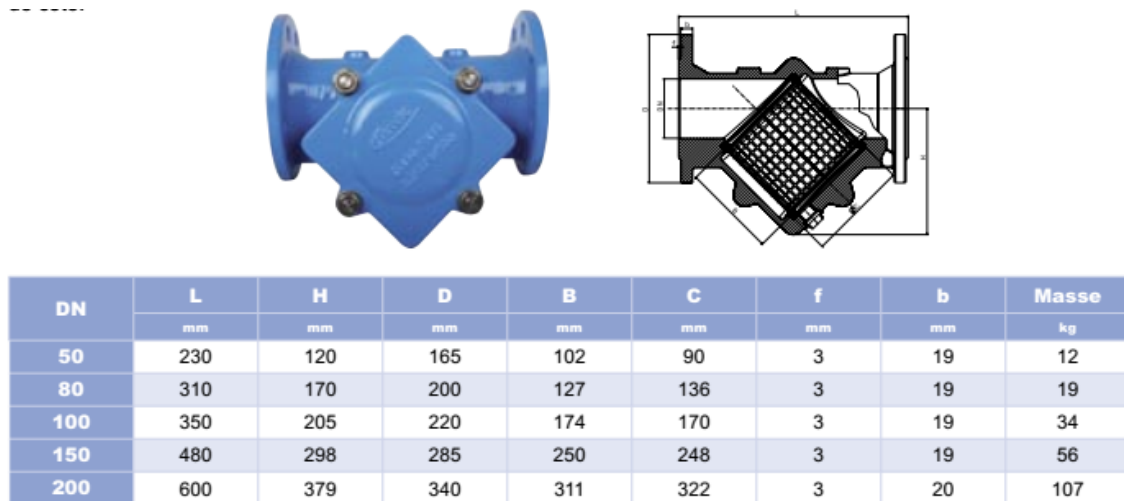 L
D
H
DN L H D B C f b Masse
mm mm mm mm mm mm mm kg
50 230 120 165 102 90 3 19 12
80 310 170 200 127 136 3 19 19
100 350 205 220 174 170 3 19 34
150 480 298 285 250 248 3 19 56
200 600 379 340 311 322 3 20 107